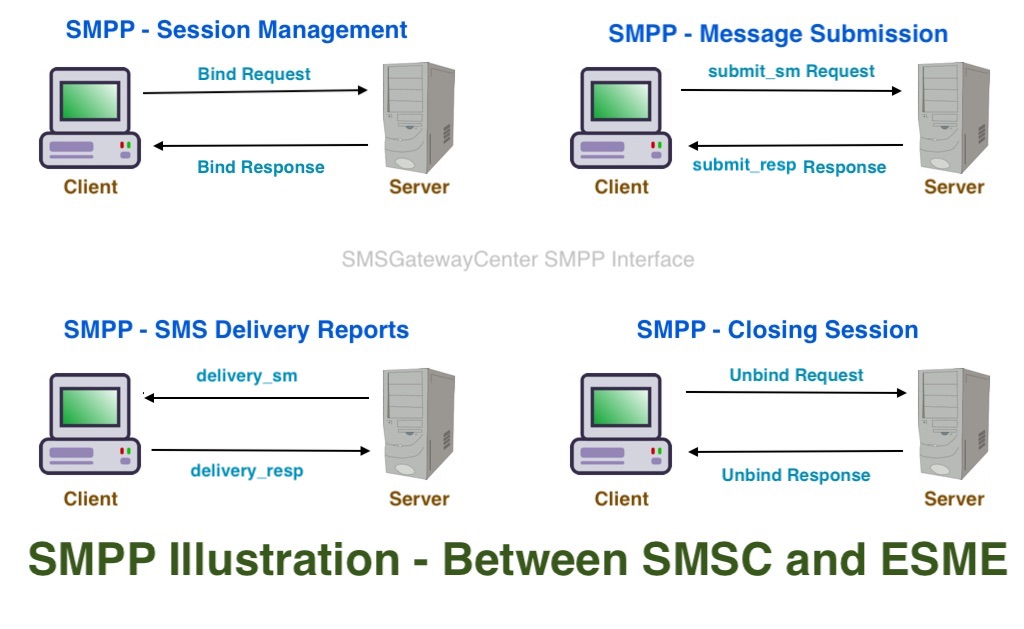 SMPP - Session Management
Bind Request
Bind Response
Client
Server
SMPP - Message Submission
submit_sm Request
submit_resp Response
Client
Server
SMSGatewayCenter SMPP Interface
SMPP - SMS Delivery Reports
delivery_sm
delivery_resp
Client
Server
SMPP - Closing Session
Unbind Request
Unbind Response
Client
Server
SMPP Illustration - Between SMSC and ESME